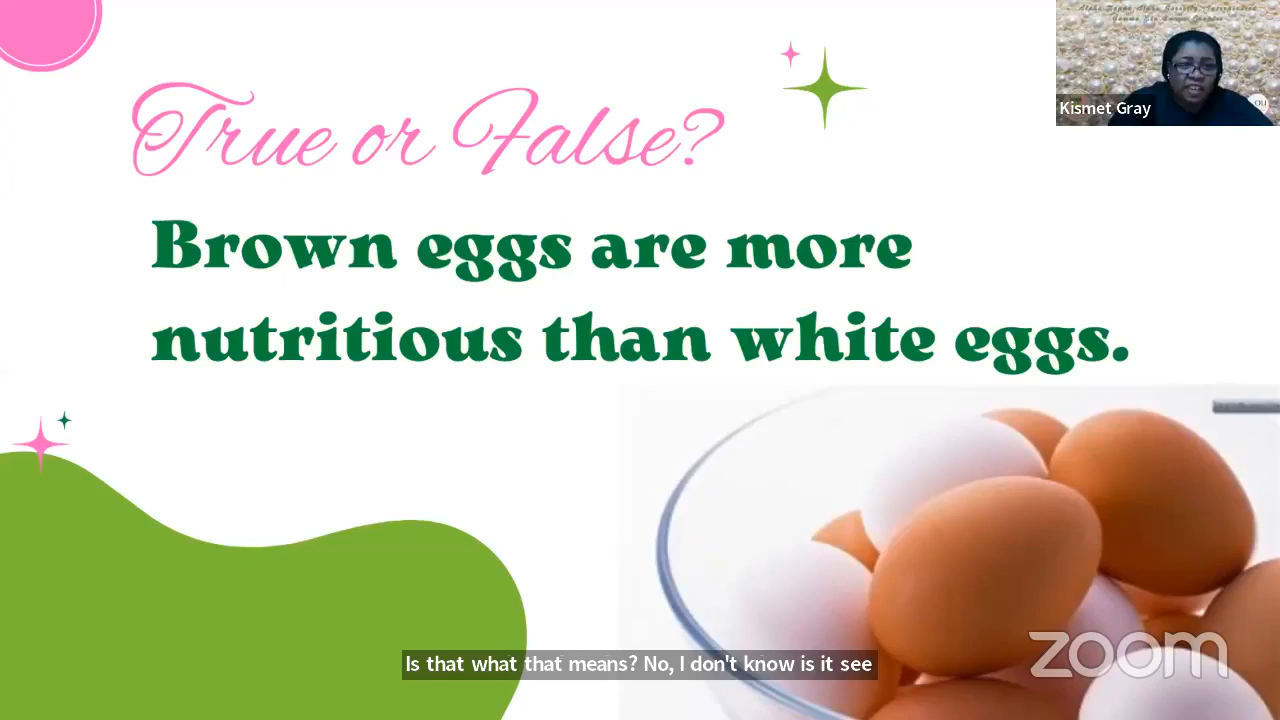 Kismet Gray
True or False?
Brown eggs are more
nutritious than white eggs.
Is that what that means? No, I don't know is it see
zoom